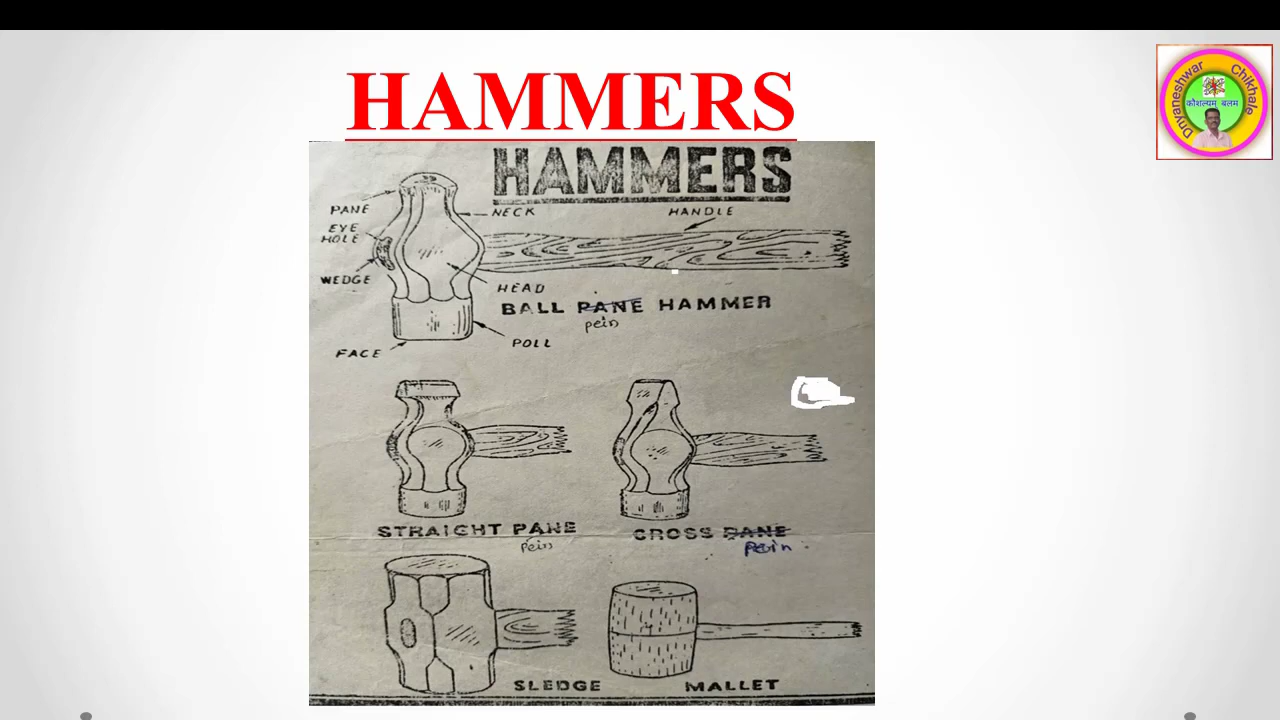 HAMMERS
Dnyaneshwar Chikhale
कौशल्यम् बलम
HAMMERS
PANE
NECK
HANDLE
EYE
HOLE
WEDGE
HEAD
BALL PANE HAMMER
pein
POLL
FACE
STRAIGHT PANE
Pein
CROSS PANE
Pein
SLEDGE
MALLET